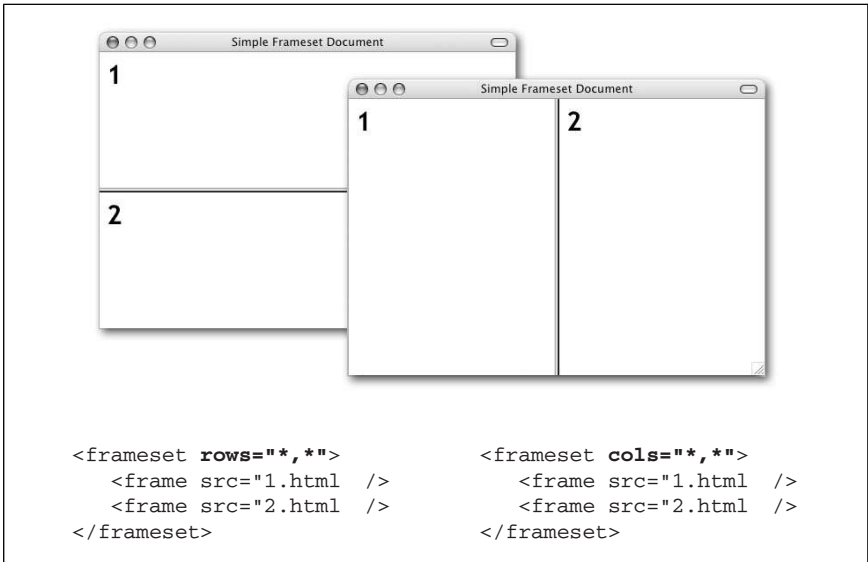 Simple Frameset Document
1
2
Simple Frameset Document
1 2
<frameset rows="*,*">
<frame src="1.html />
<frame src="2.html />
</frameset>
<frameset cols="*,*">
<frame src="1.html />
<frame src="2.html />
</frameset>